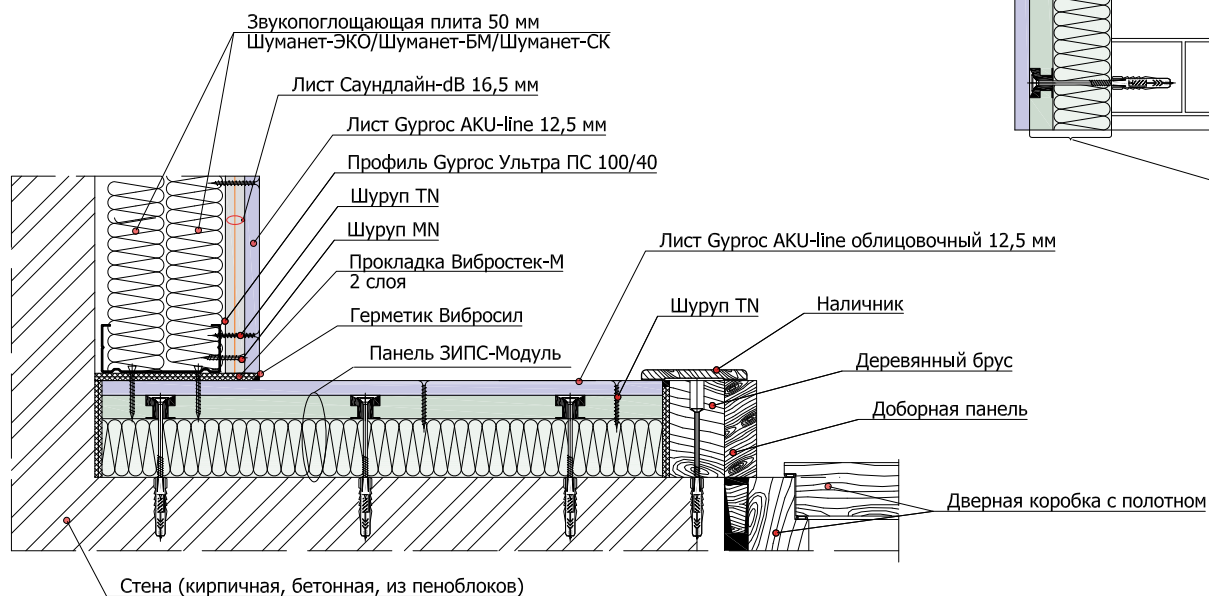 Звукопоглощающая плита 50 мм
Шуманет-ЭКО/Шуманет-БМ/Шуманет-СК
Лист Саундлайн-dB 16,5 мм
Лист Gyproc AKU-line 12,5 мм
Профиль Gyproc Ультра ПС 100/40
Шуруп TN
Шуруп MN
Прокладка Вибростек-М
2 слоя
Герметик Вибросил
Панель ЗИПС-Модуль
Лист Gyproc AKU-line облицовочный 12,5 мм
Шуруп TN
Наличник
Деревянный брус
Доборная панель
Дверная коробка с полотном
Стена (кирпичная, бетонная, из пеноблоков)